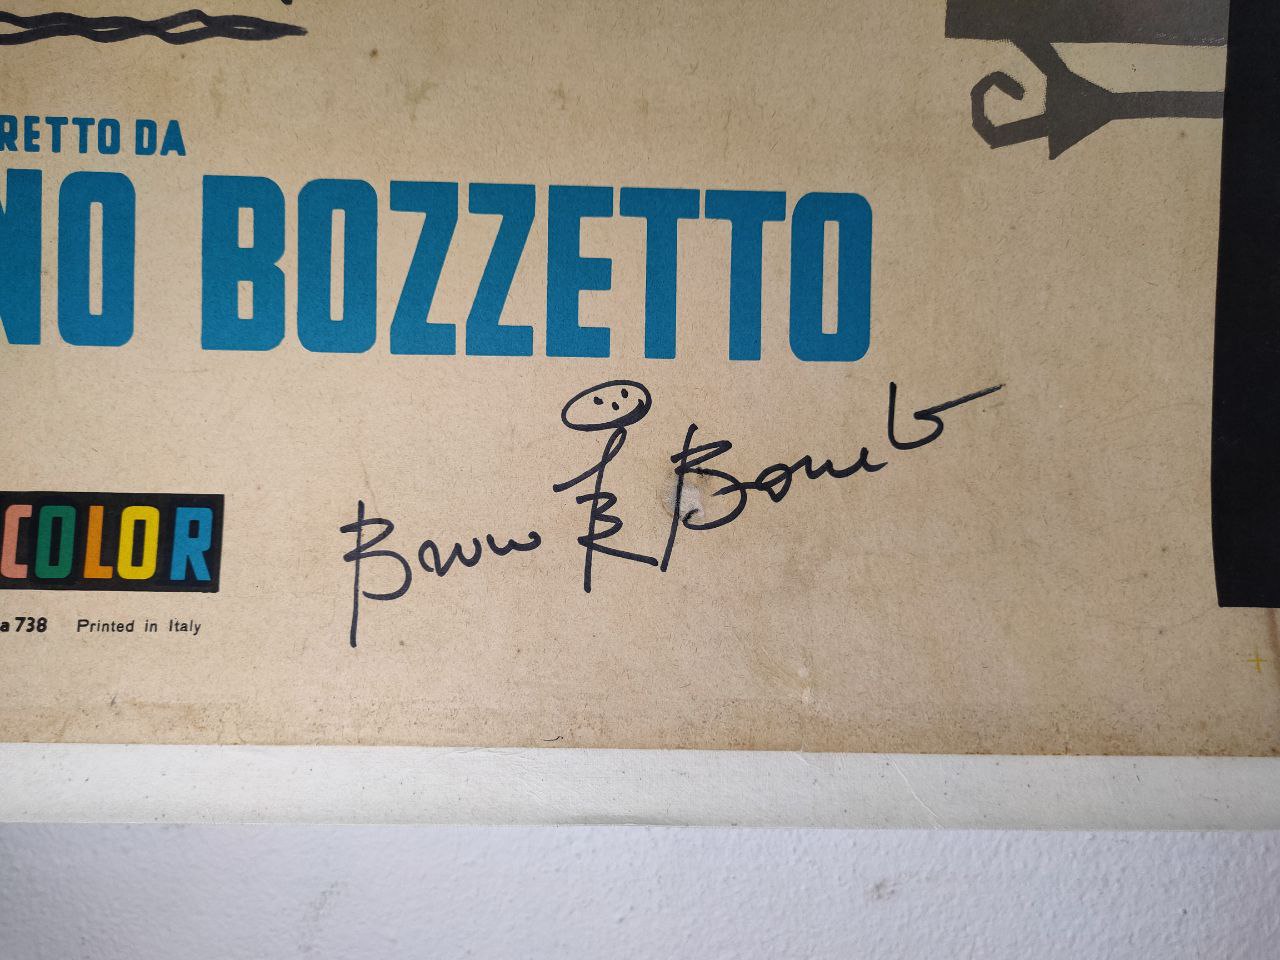 RETTO DA
NO BOZZETTO
Bruno Bozzetto
COLOR
a 738 Printed in Italy